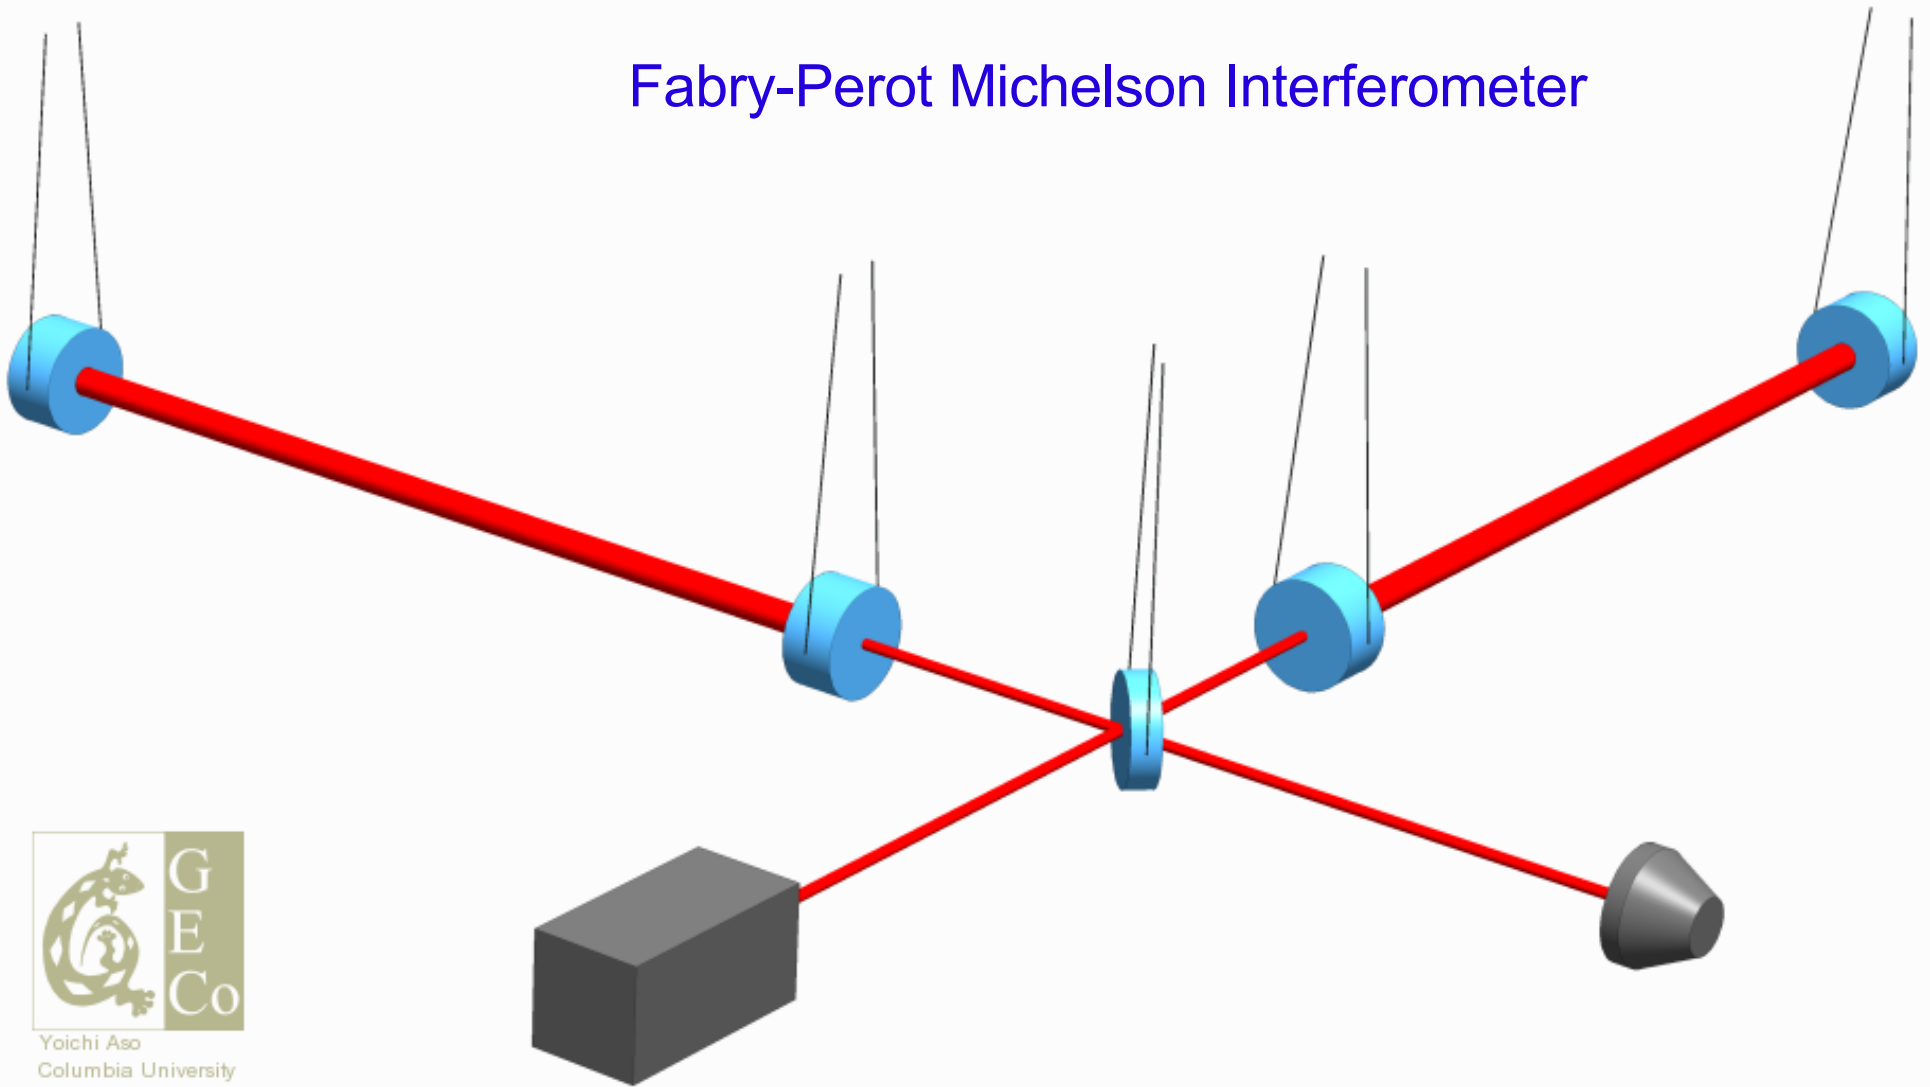 Fabry-Perot Michelson Interferometer
G
E
Co
Yoichi Aso
Columbia University